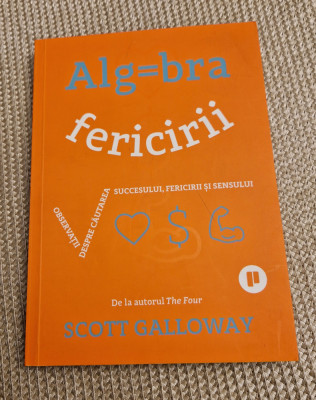 Alg=bra
fericirii
OBSERVAȚII
DESPRE CĂUTAREA
SUCCESULUI, FERICIRII ȘI SENSULUI
De la autorul The Four
SCOTT GALLOWAY